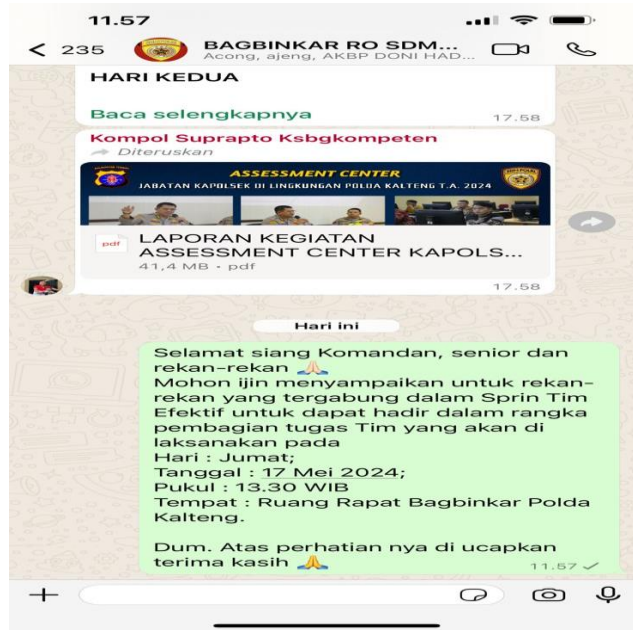 11.57
235
BAGBINKAR RO SDM...
Acong, ajeng, AKBP DONI HAD...
HARI KEDUA
Baca selengkapnya
17.58
Kompol Suprapto Ksbgkompeten
Diteruskan
ASSESSMENT CENTER
JABATAN KAPOLSEK DI LINGKUNGAN POLDA KALTENG T.A. 2024
pdf
LAPORAN KEGIATAN
ASSESSMENT CENTER KAPOLS...
41,4 MB • pdf
17.58
Hari ini
Selamat siang Komandan, senior dan
rekan-rekan 🙏
Mohon ijin menyampaikan untuk rekan-
rekan yang tergabung dalam Sprin Tim
Efektif untuk dapat hadir dalam rangka
pembagian tugas Tim yang akan di
laksanakan pada
Hari : Jumat;
Tanggal : 17 Mei 2024;
Pukul : 13.30 WIB
Tempat : Ruang Rapat Bagbinkar Polda
Kalteng.
Dum. Atas perhatian nya di ucapkan
terima kasih 🙏
11.57